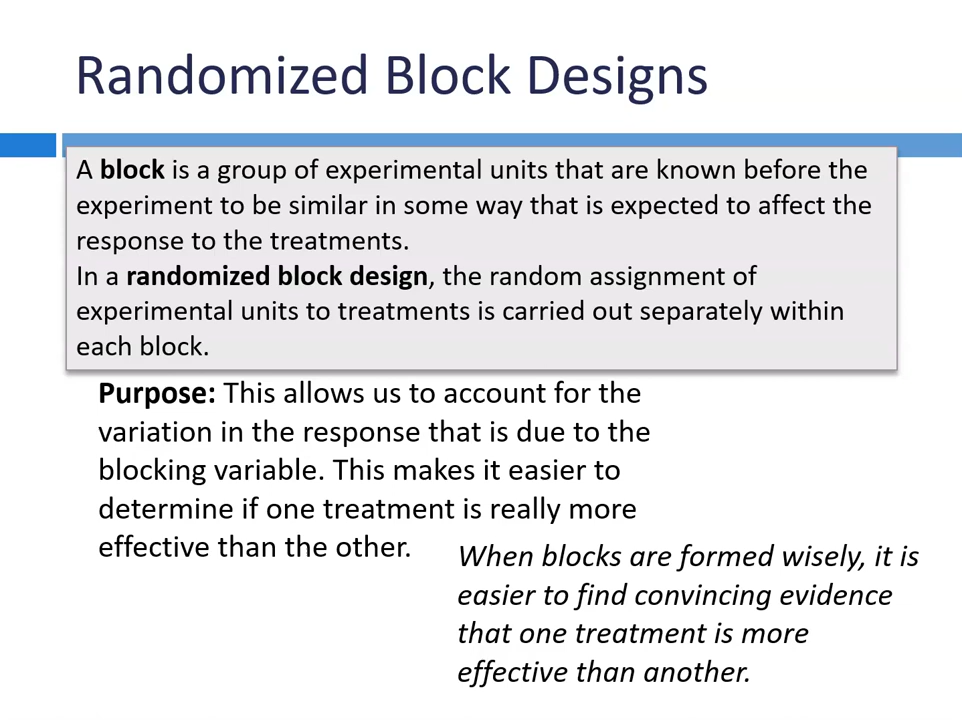 Randomized Block Designs
A block is a group of experimental units that are known before the
experiment to be similar in some way that is expected to affect the
response to the treatments.
In a randomized block design, the random assignment of
experimental units to treatments is carried out separately within
each block.
Purpose: This allows us to account for the
variation in the response that is due to the
blocking variable. This makes it easier to
determine if one treatment is really more
effective than the other.
When blocks are formed wisely, it is
easier to find convincing evidence
that one treatment is more
effective than another.